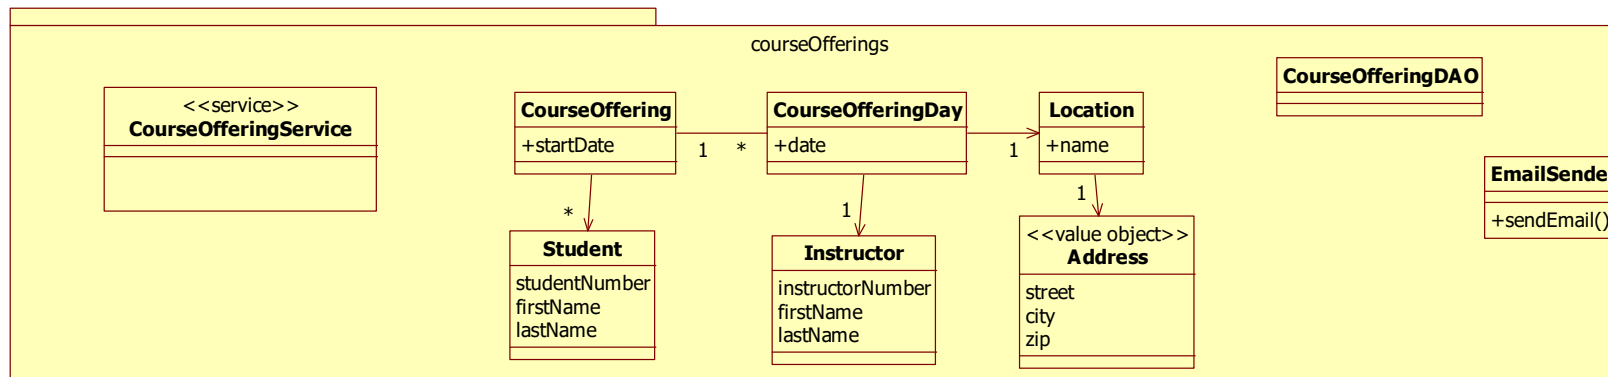 courseOfferings
<<service>>
CourseOfferingService
CourseOffering
+startDate
1
*
CourseOfferingDay
+date
1
Location
+name
CourseOfferingDAO
EmailSende
+sendEmail()
*
Student
studentNumber
firstName
lastName
1
Instructor
instructorNumber
firstName
lastName
1
<<value object>>
Address
street
city
zip